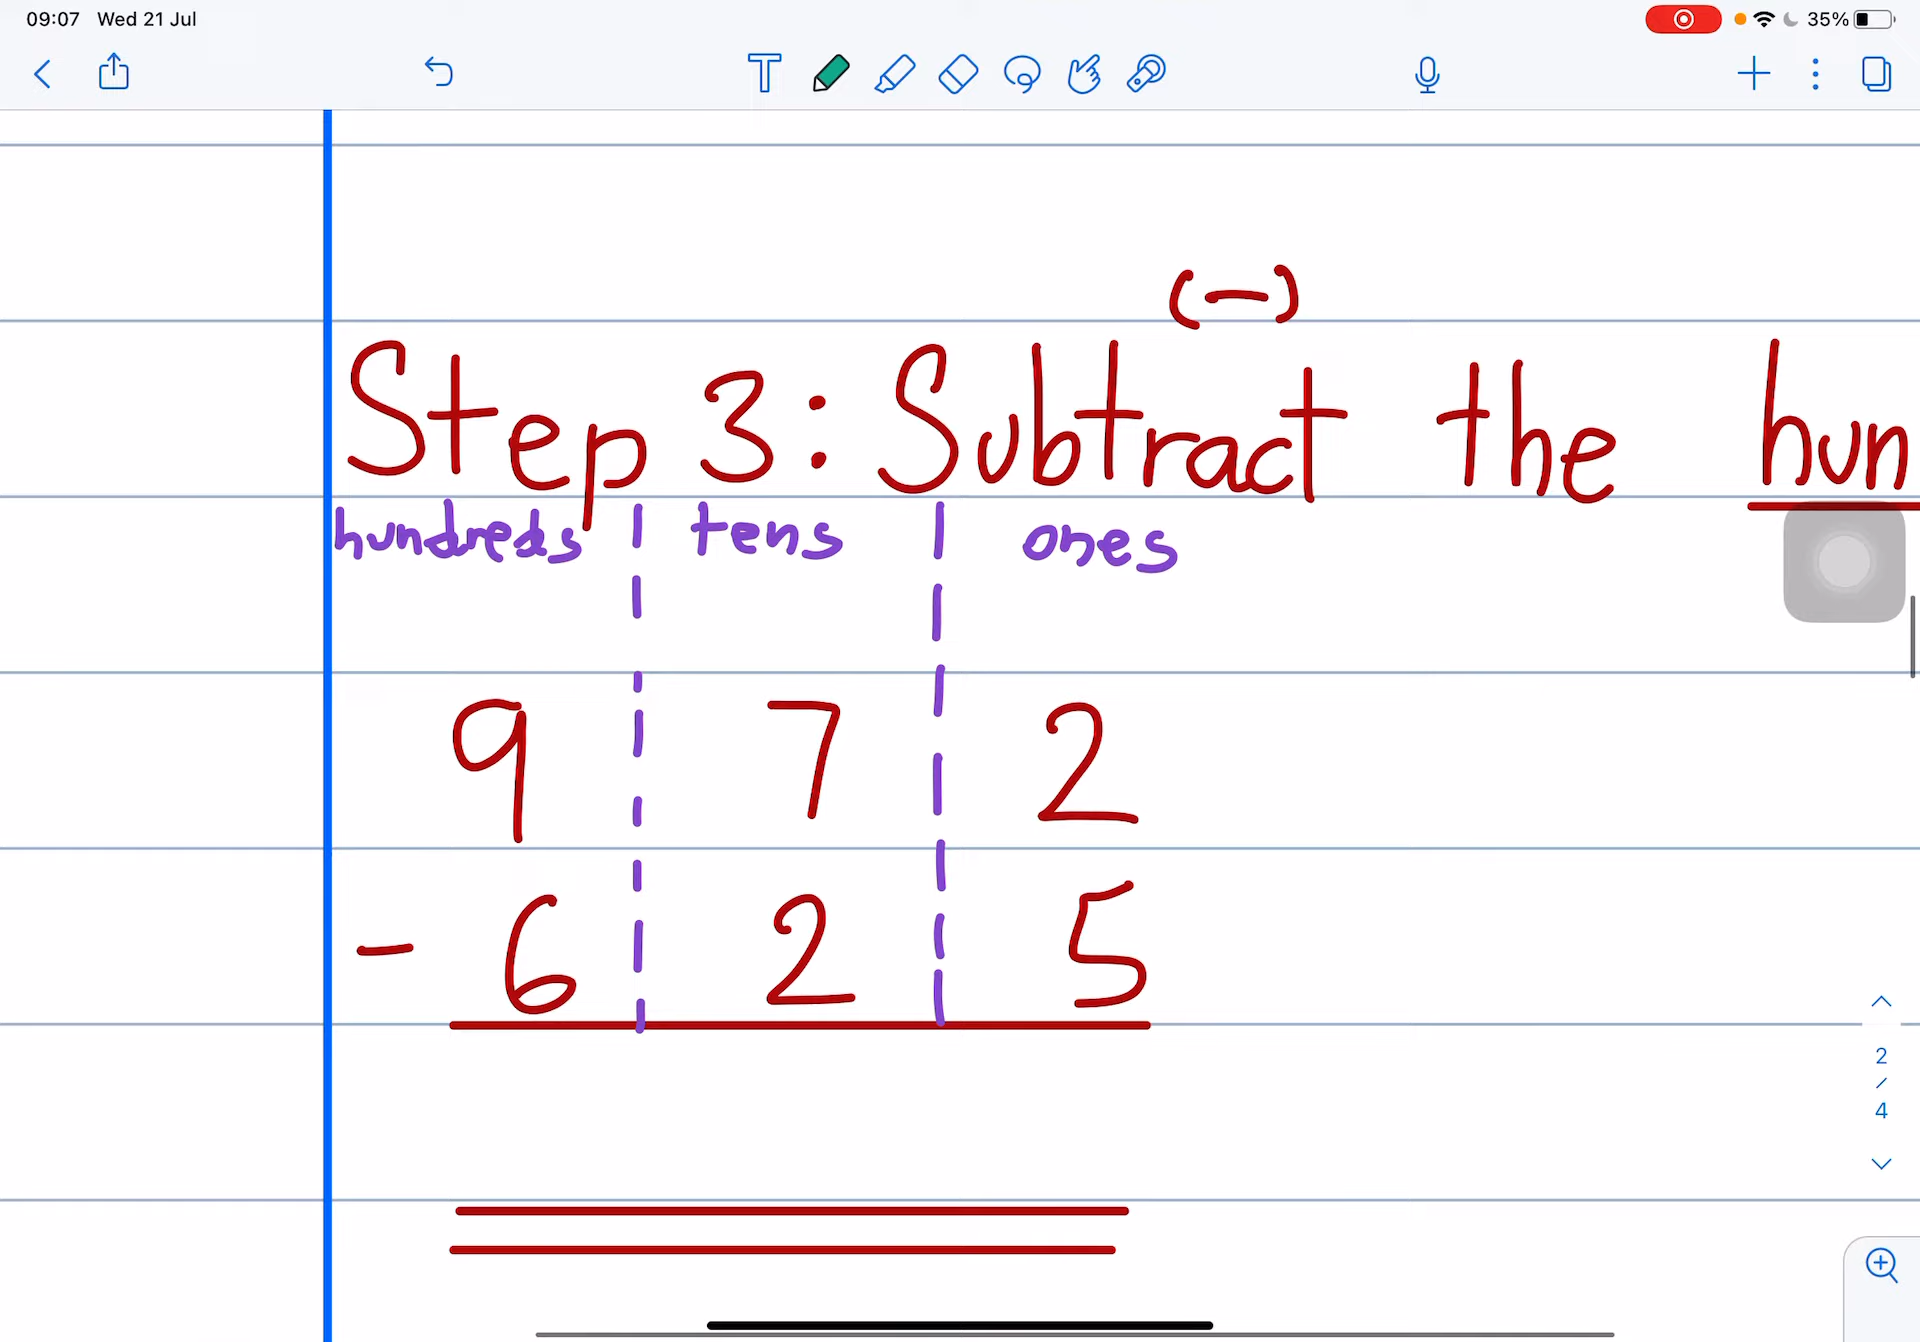 09:07 Wed 21 Jul
35%
(-)
Step 3: Subtract the hun
hundreds tens ones
9 7 2
- 6 2 5
2
/
4